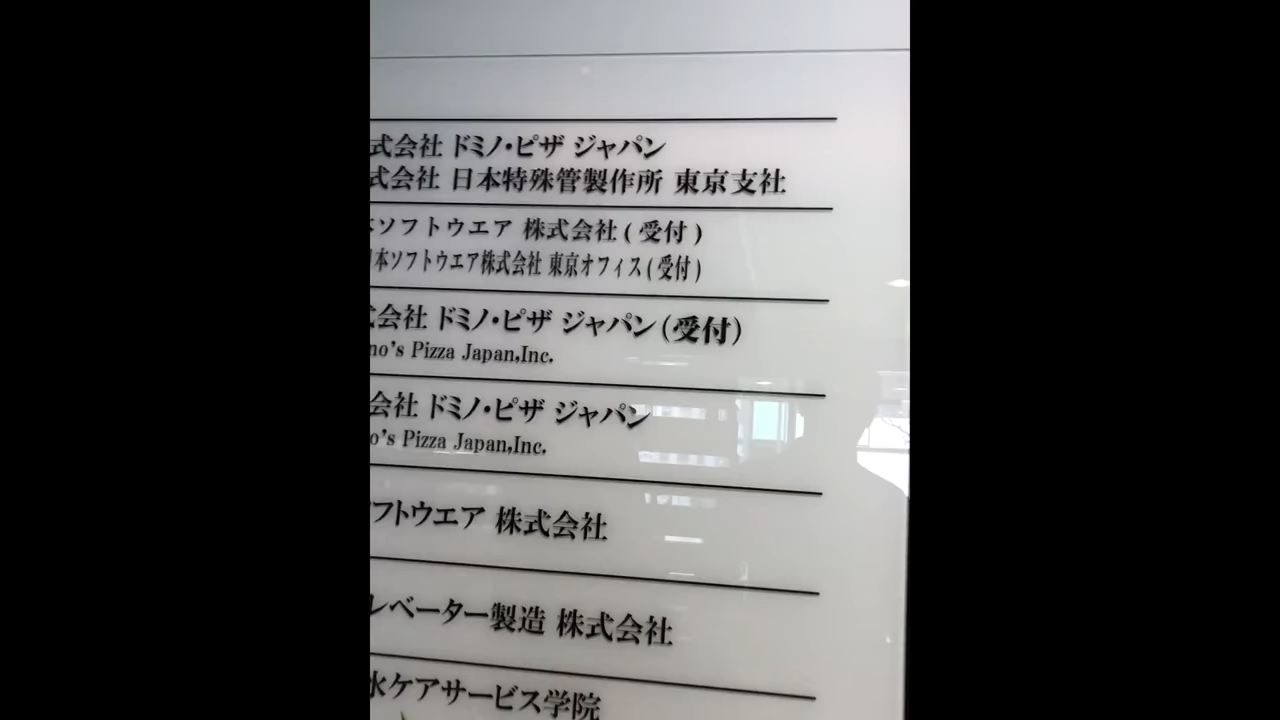 式会社 ドミノ・ピザ ジャパン
式会社 日本特殊管製作所 東京支社
本ソフトウエア 株式会社(受付)
日本ソフトウエア株式会社 東京オフィス(受付)
式会社 ドミノ・ピザ ジャパン(受付)
no's Pizza Japan,Inc.
会社 ドミノ・ピザ ジャパン
o's Pizza Japan,Inc.
ソフトウエア 株式会社
レベーター製造 株式会社
水ケアサービス学院